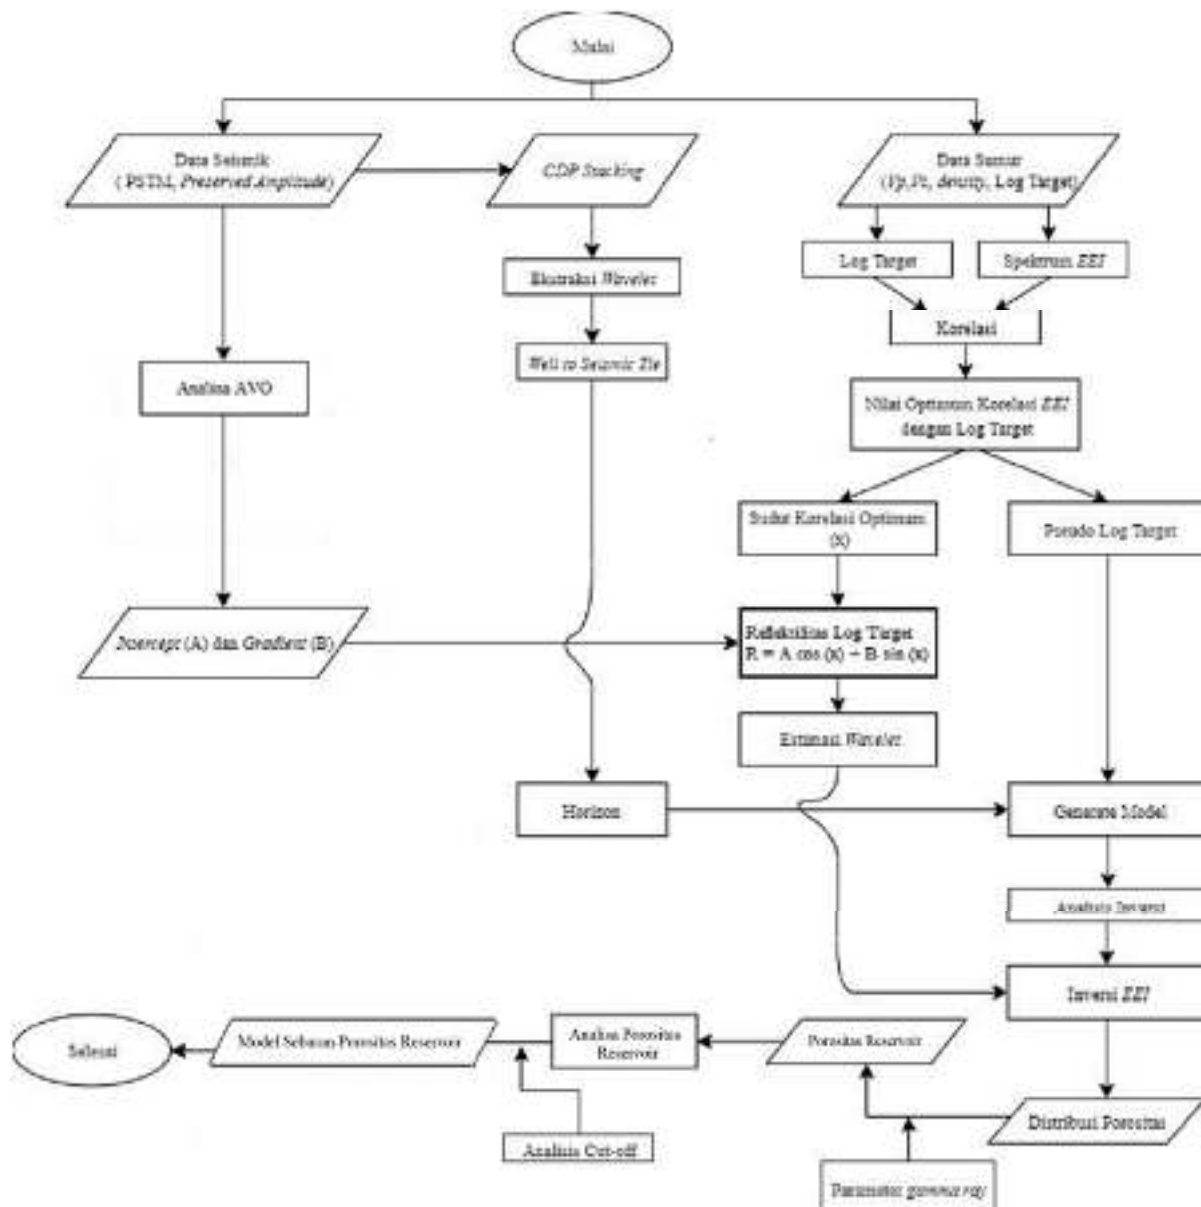 Mulai
Data Seismik
( PSTM, Preserved Amplitude)
CDP Stacking
Data Sumur
(Vp, Vs, density, Log Target)
Log Target
Spektrum EEI
Ekstraksi Wavelet
Korelasi
Well to Seismic Tie
Analisa AVO
Nilai Optimum Korelasi EEI
dengan Log Target
Sudut Korelasi Optimum
(x)
Pseudo Log Target
Intercept (A) dan Gradient (B)
Reflektifitas Log Target
R = A cos (x) + B sin (x)
Estimasi Wavelet
Horizon
Generate Model
Analisis Inversi
Inversi EEI
Selesai
Model Sebaran Porositas Reservoir
Analisa Porositas
Reservoir
Porositas Reservoir
Distribusi Porositas
Analisis Cut-off
Parameter gamma ray